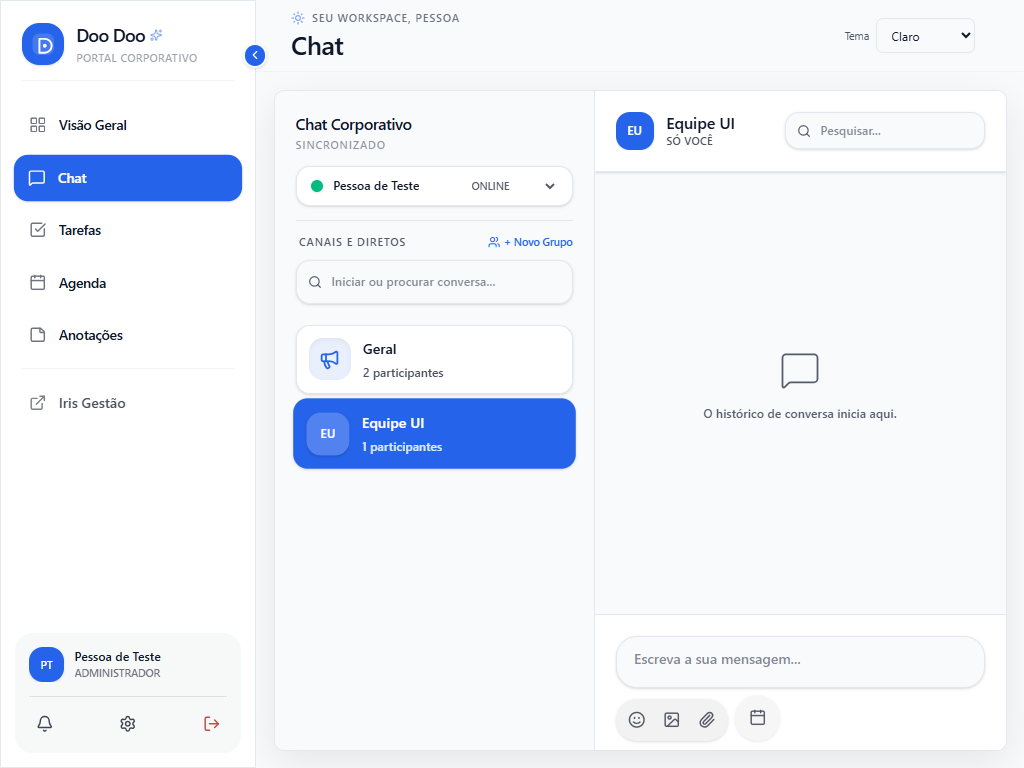 Doo Doo
PORTAL CORPORATIVO
Visão Geral
Chat
Tarefas
Agenda
Anotações
Iris Gestão
PT
Pessoa de Teste
ADMINISTRADOR
SEU WORKSPACE, PESSOA
Chat
Tema
Claro
Chat Corporativo
SINCRONIZADO
Pessoa de Teste
ONLINE
CANAIS E DIRETOS
+ Novo Grupo
Iniciar ou procurar conversa...
Geral
2 participantes
EU
Equipe UI
1 participantes
EU
Equipe UI
SÓ VOCÊ
Pesquisar...
O histórico de conversa inicia aqui.
Escreva a sua mensagem...